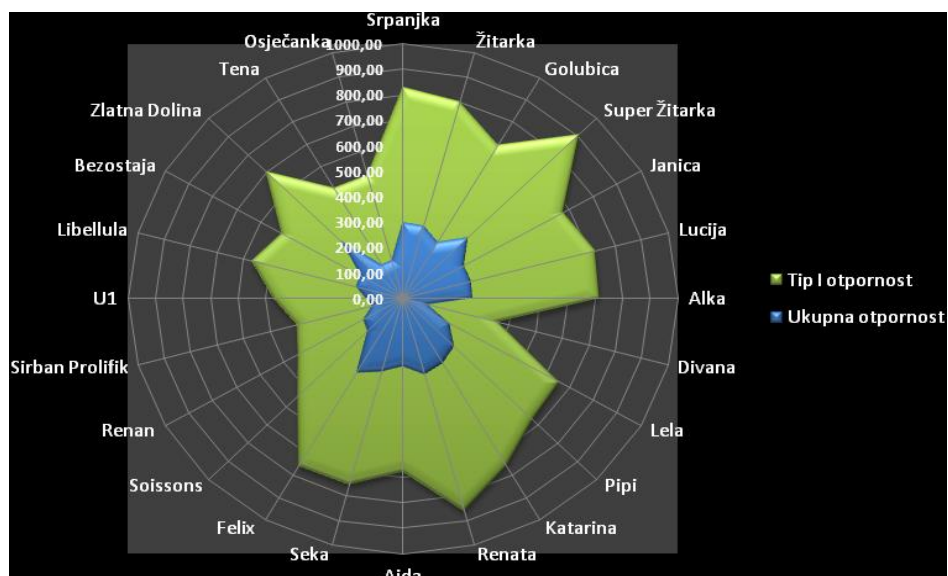 Srpanjka
Žitarka
Golubica
Super Žitarka
Janica
Lucija
Alka
Divana
Lela
Pipi
Katarina
Renata
Aida
Seka
Felix
Soissons
Renan
Sirban Prolifik
U1
Libellula
Bezostaja
Zlatna Dolina
Tena
Osječanka
1000,00
900,00
800,00
700,00
600,00
500,00
400,00
300,00
200,00
100,00
0,00
Tip I otpornost
Ukupna otpornost